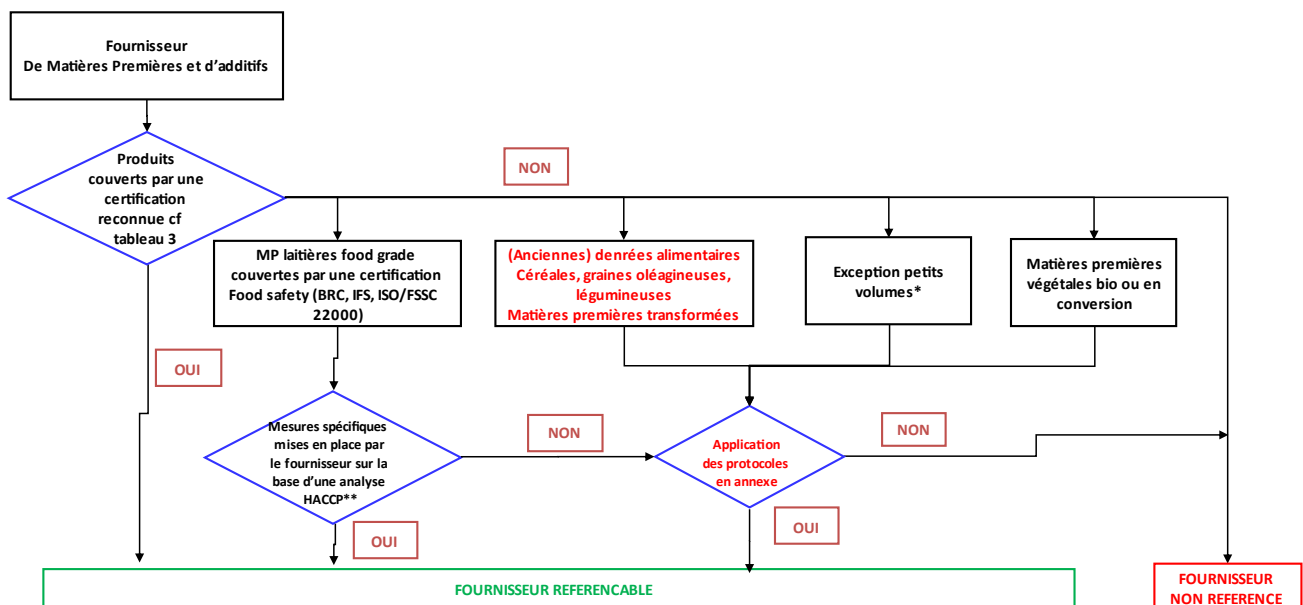 Fournisseur
De Matières Premières et d'additifs
Produits
couverts par une
certification
reconnue cf
tableau 3
NON
MP laitières food grade
couvertes par une certification
Food safety (BRC, IFS, ISO/FSSC
22000)
(Anciennes) denrées alimentaires
Céréales, graines oléagineuses,
légumineuses
Matières premières transformées
Exception petits
volumes*
Matières premières
végétales bio ou en
conversion
OUI
Mesures spécifiques
mises en place par
le fournisseur sur la
base d'une analyse
HACCP**
NON
Application
des protocoles
en annexe
NON
OUI
OUI
FOURNISSEUR REFERENCABLE
FOURNISSEUR
NON REFERENCE